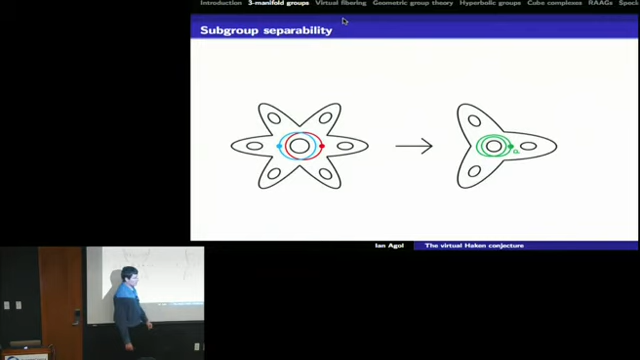 Introduction 3-manifold groups Virtual fibering Geometric group theory Hyperbolic groups Cube complexes RAAGs
Subgroup separability
Ian Agol The virtual Haken conjecture